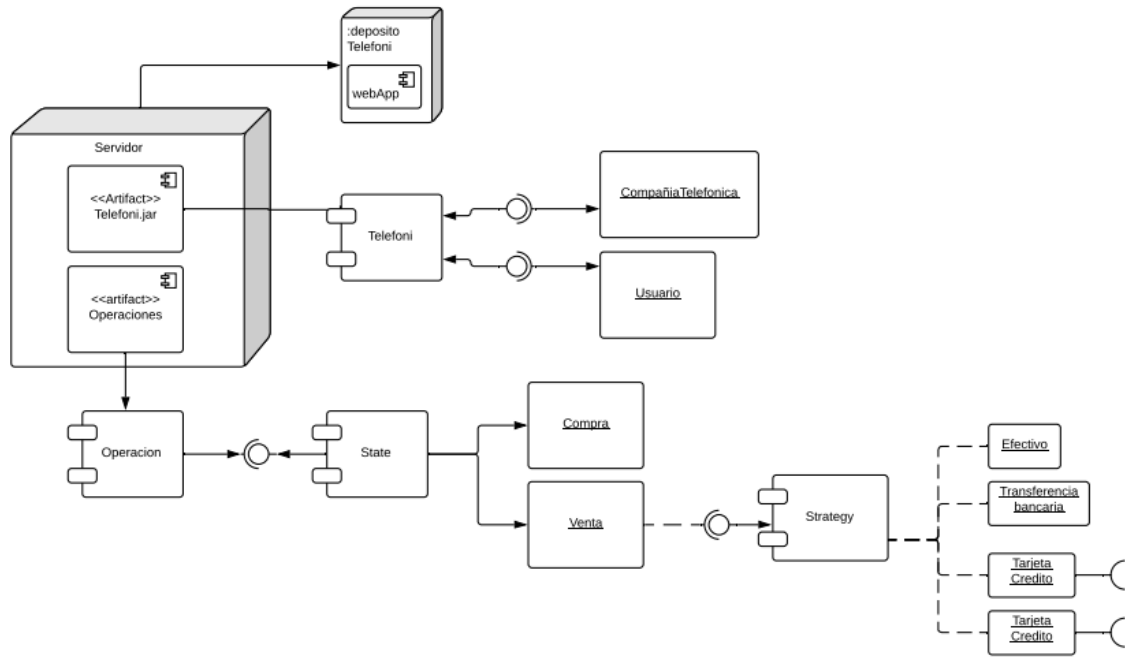 :deposito
Telefoni
webApp
Servidor
<<Artifact>>
Telefoni.jar
<<artifact>>
Operaciones
Telefoni
CompañiaTelefonica
Usuario
Operacion
State
Compra
Venta
Strategy
Efectivo
Transferencia
bancaria
Tarjeta
Credito
Tarjeta
Credito